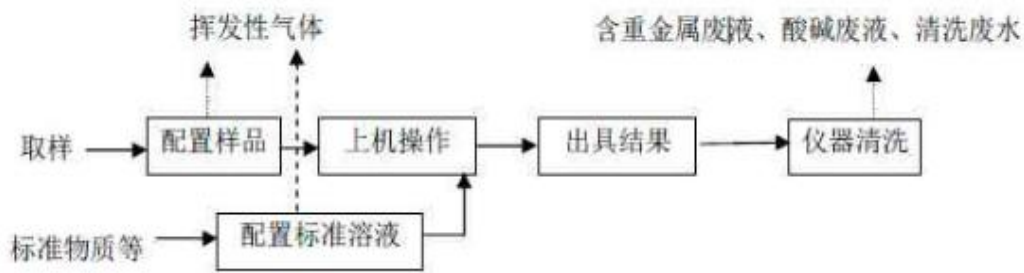 挥发性气体
含重金属废液、酸碱废液、清洗废水
取样
配置样品
上机操作
出具结果
仪器清洗
标准物质等
配置标准溶液